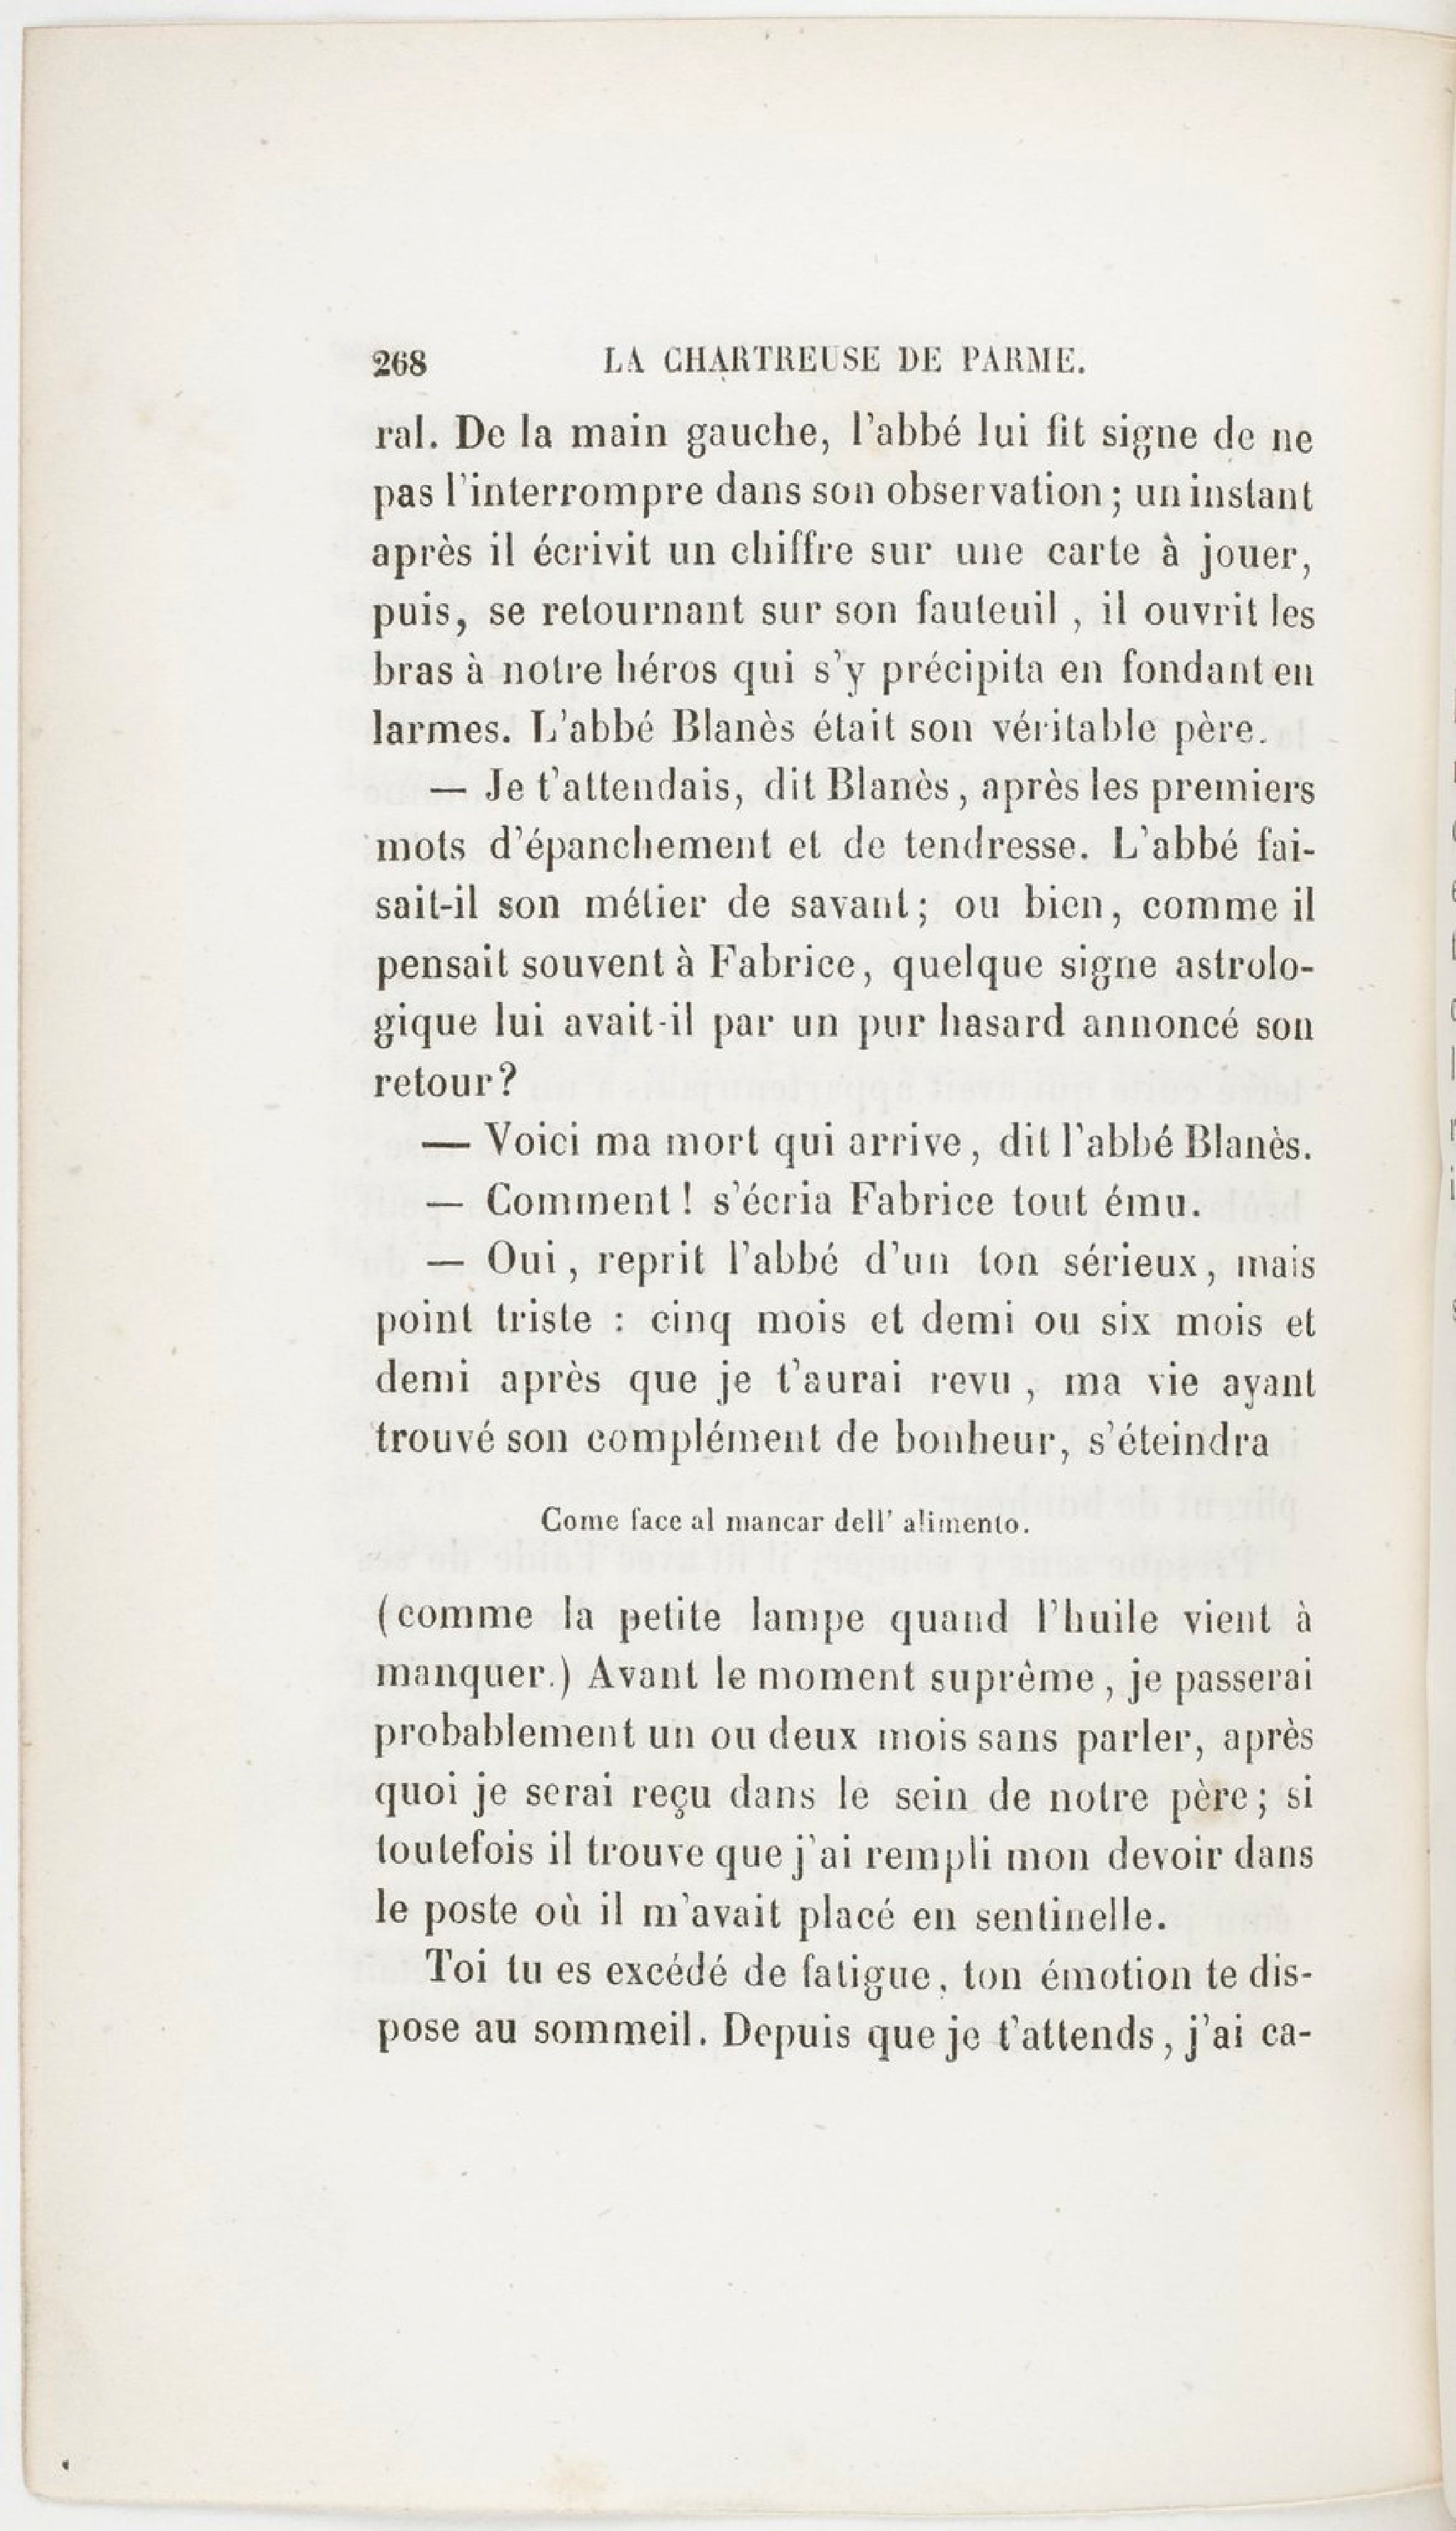 268 LA CHARTREUSE DE PARME.
ral. De la main gauche, l'abbé lui fit signe de ne
pas l'interrompre dans son observation ; un instant
après il écrivit un chiffre sur une carte à jouer,
puis, se retournant sur son fauteuil , il ouvrit les
bras à notre héros qui s'y précipita en fondant en
larmes. L'abbé Blanès était son véritable père.
— Je t'attendais, dit Blanès, après les premiers
mots d'épanchement et de tendresse. L'abbé fai-
sait-il son métier de savant; ou bien, comme il
pensait souvent à Fabrice, quelque signe astrolo-
gique lui avait-il par un pur hasard annoncé son
retour?
— Voici ma mort qui arrive, dit l'abbé Blanès.
— Comment ! s'écria Fabrice tout ému.
— Oui, reprit l'abbé d'un ton sérieux, mais
point triste : cinq mois et demi ou six mois et
demi après que je t'aurai revu , ma vie ayant
trouvé son complément de bonheur, s'éteindra
Come face al mancar dell' alimento.
(comme la petite lampe quand l'huile vient à
manquer.) Avant le moment suprême, je passerai
probablement un ou deux mois sans parler, après
quoi je serai reçu dans le sein de notre père; si
toutefois il trouve que j'ai rempli mon devoir dans
le poste où il m'avait placé en sentinelle.
Toi tu es excédé de fatigue, ton émotion te dis-
pose au sommeil. Depuis que je t'attends, j'ai ca-